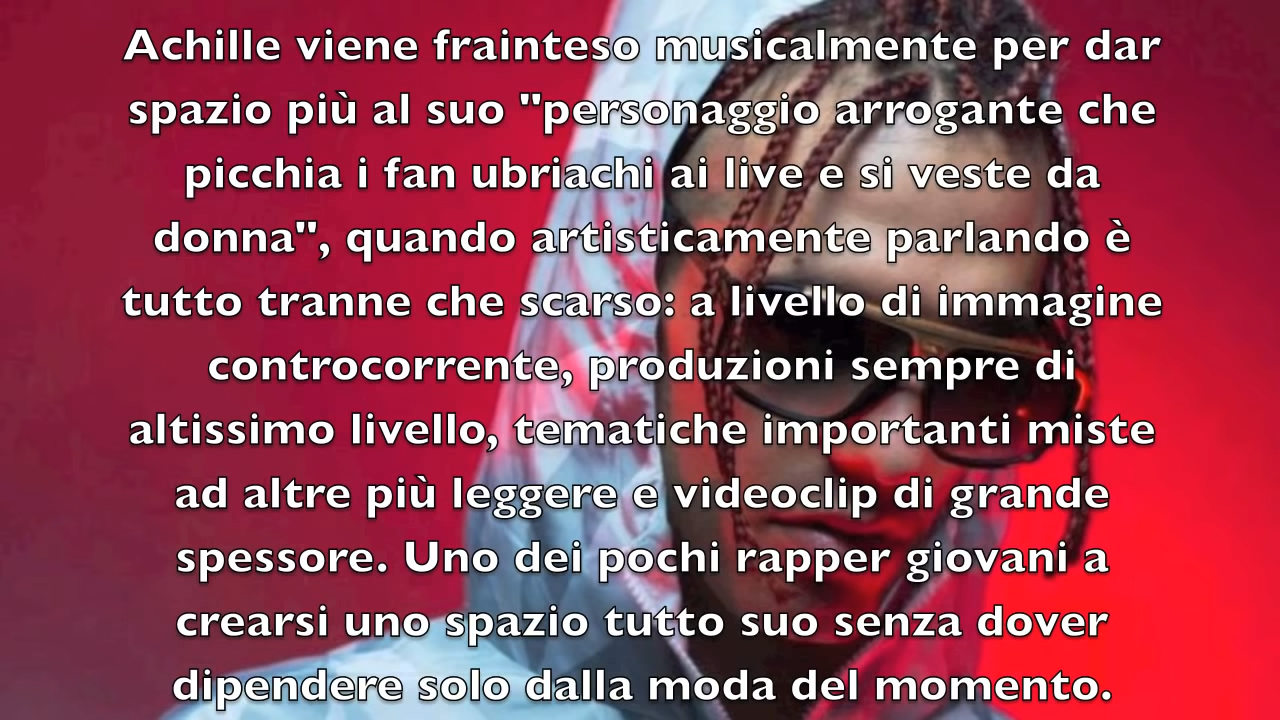 Achille viene frainteso musicalmente per dar
spazio più al suo "personaggio arrogante che
picchia i fan ubriachi ai live e si veste da
donna", quando artisticamente parlando è
tutto tranne che scarso: a livello di immagine
controcorrente, produzioni sempre di
altissimo livello, tematiche importanti miste
ad altre più leggere e videoclip di grande
spessore. Uno dei pochi rapper giovani a
crearsi uno spazio tutto suo senza dover
dipendere solo dalla moda del momento.